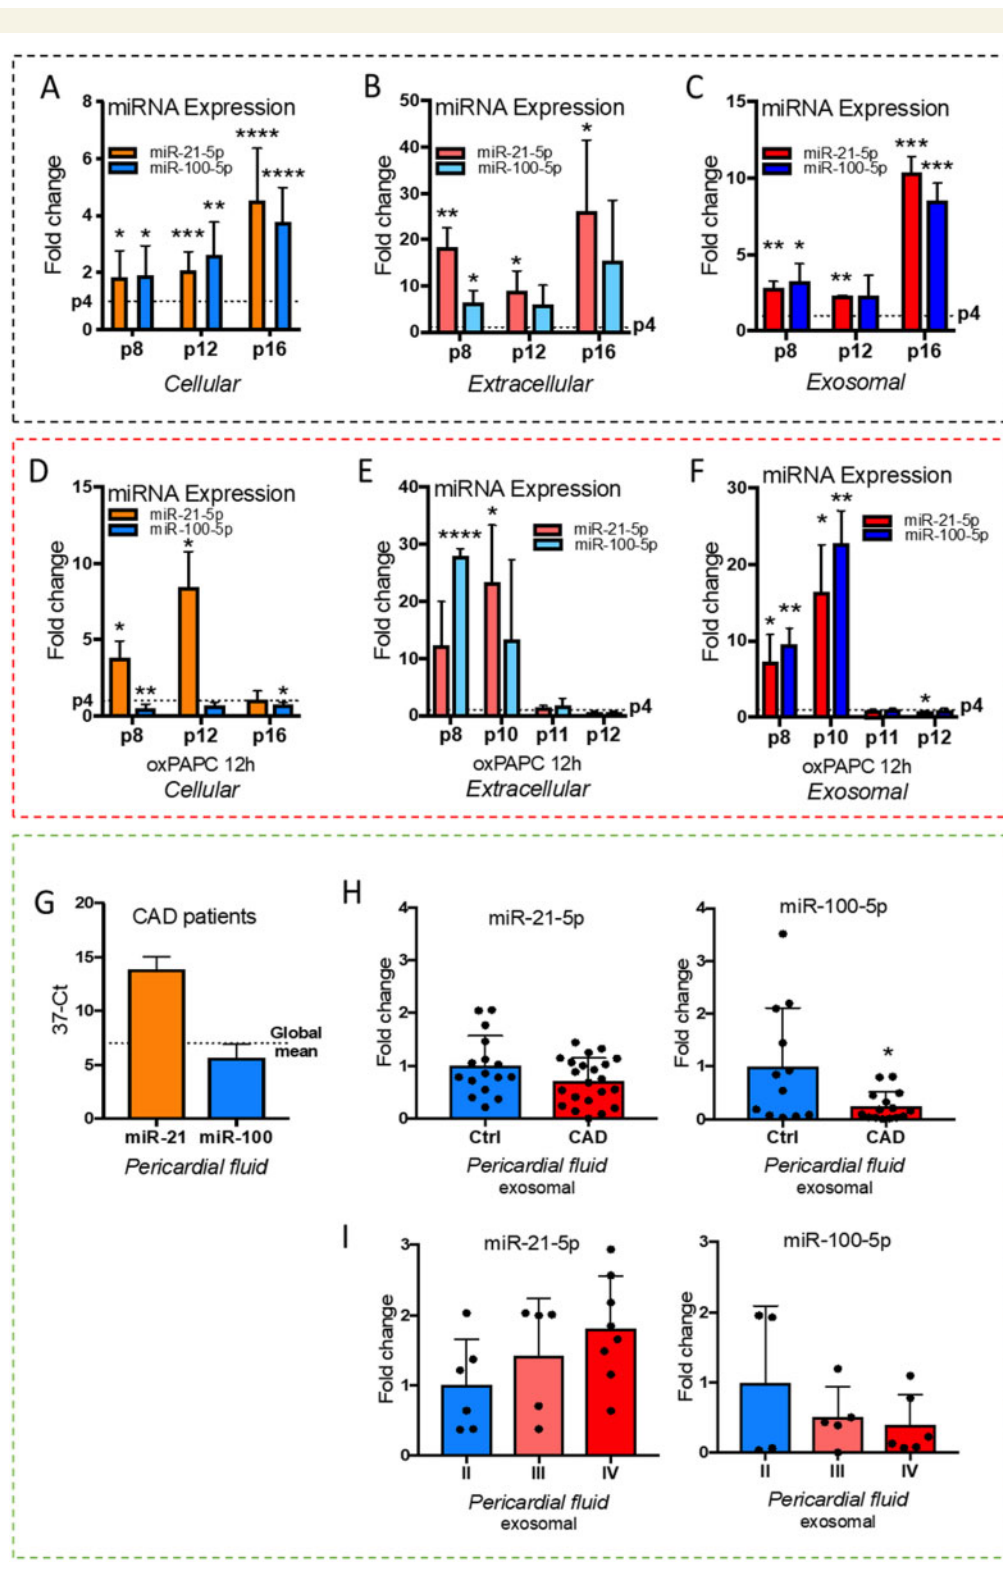 A
miRNA Expression
miR-21-5p
miR-100-5p
Fold change
8
6
4
2
0
p4
* * *** ** **** ****
p8 p12 p16
Cellular
B
miRNA Expression
miR-21-5p
miR-100-5p
Fold change
50
40
30
20
10
0
** * * *
p4
p8 p12 p16
Extracellular
C
miRNA Expression
miR-21-5p
miR-100-5p
Fold change
15
10
5
0
** * ** *** ***
p4
p8 p12 p16
Exosomal
D
miRNA Expression
miR-21-5p
miR-100-5p
Fold change
15
10
5
0
p4
* ** * *
p8 p12 p16
oxPAPC 12h
Cellular
E
miRNA Expression
miR-21-5p
miR-100-5p
Fold change
40
30
20
10
0
**** *
p4
p8 p10 p11 p12
oxPAPC 12h
Extracellular
F
miRNA Expression
miR-21-5p
miR-100-5p
Fold change
30
20
10
0
* ** * ** *
p4
p8 p10 p11 p12
oxPAPC 12h
Exosomal
G
CAD patients
37-Ct
20
15
10
5
0
Global
mean
miR-21 miR-100
Pericardial fluid
H
miR-21-5p
Fold change
4
3
2
1
0
Ctrl CAD
Pericardial fluid
exosomal
miR-100-5p
Fold change
4
3
2
1
0
*
Ctrl CAD
Pericardial fluid
exosomal
I
miR-21-5p
Fold change
3
2
1
0
II III IV
Pericardial fluid
exosomal
miR-100-5p
Fold change
3
2
1
0
II III IV
Pericardial fluid
exosomal